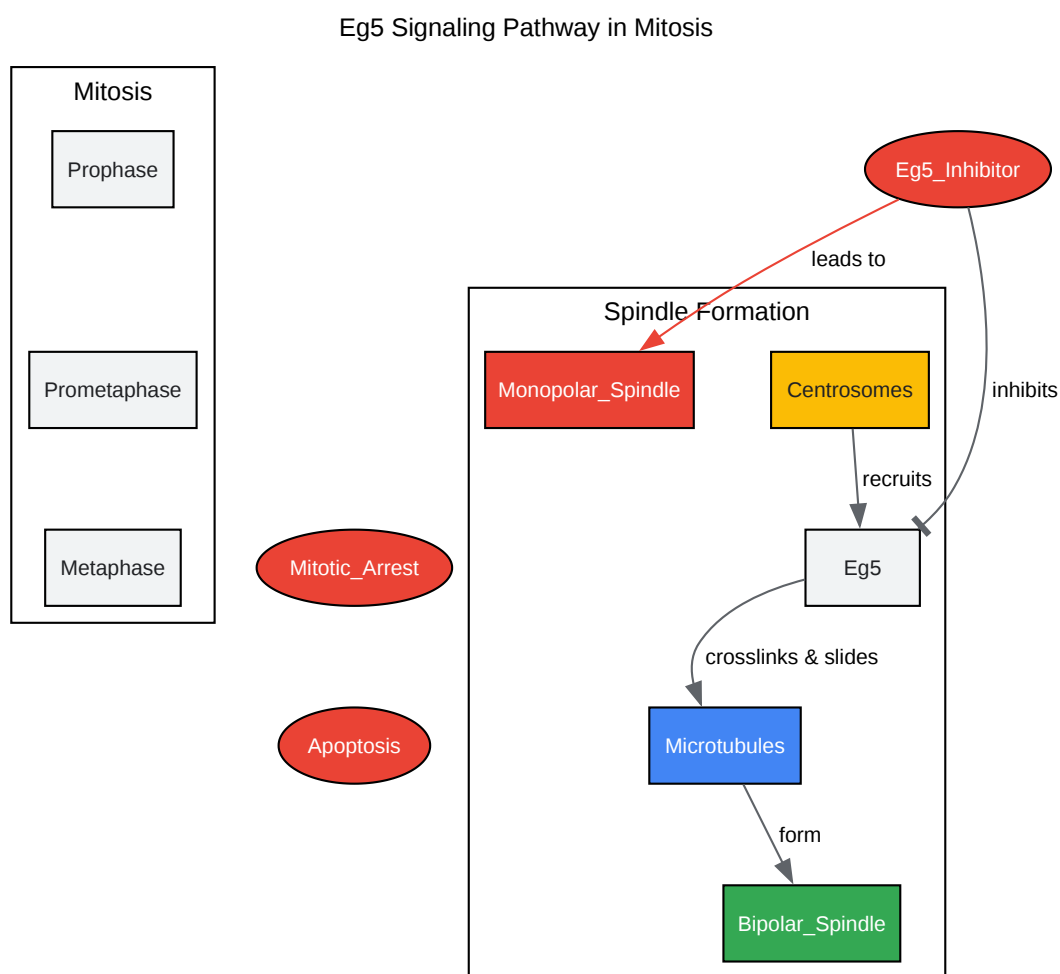 Eg5 Signaling Pathway in Mitosis
Mitosis
Prophase
Eg5_Inhibitor
leads to
Spindle Formation
Prometaphase
Monopolar_Spindle
Centrosomes
inhibits
recruits
Metaphase
Mitotic_Arrest
Eg5
crosslinks & slides
Apoptosis
Microtubules
form
Bipolar_Spindle